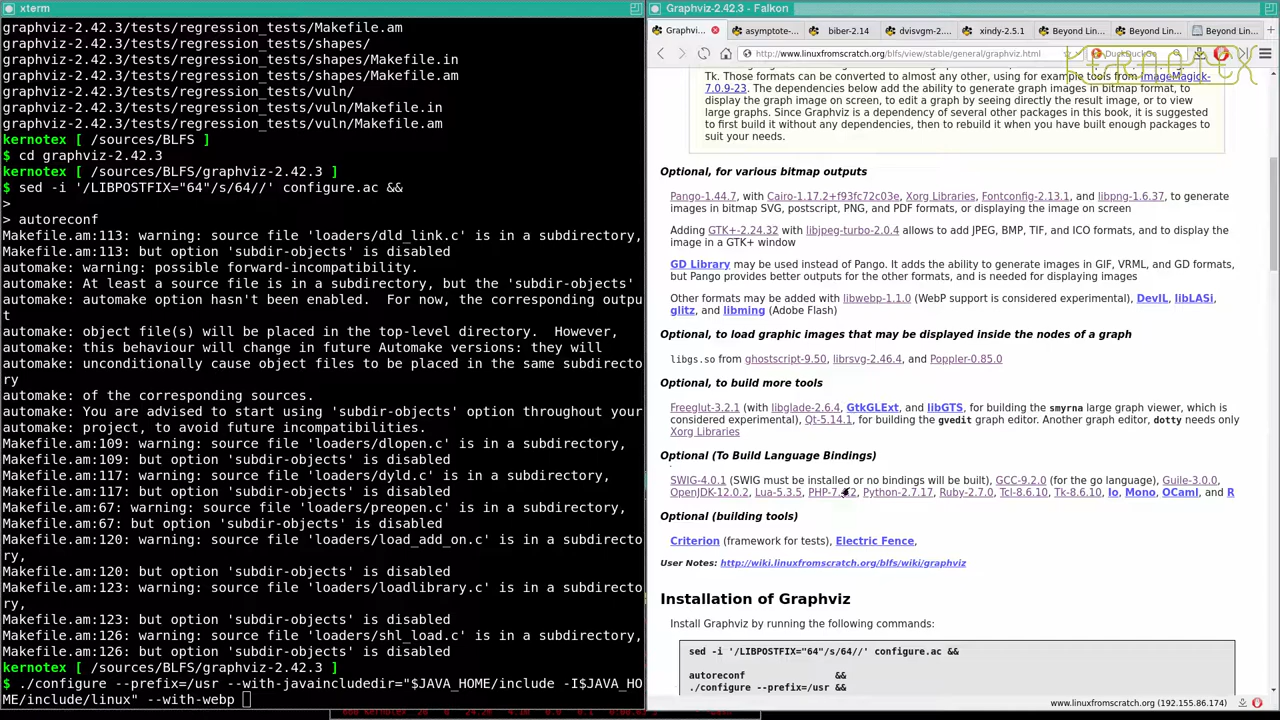 xterm
graphviz-2.42.3/tests/regression_tests/Makefile.am
graphviz-2.42.3/tests/regression_tests/shapes/
graphviz-2.42.3/tests/regression_tests/shapes/Makefile.in
graphviz-2.42.3/tests/regression_tests/shapes/Makefile.am
graphviz-2.42.3/tests/regression_tests/vuln/
graphviz-2.42.3/tests/regression_tests/vuln/Makefile.in
graphviz-2.42.3/tests/regression_tests/vuln/Makefile.am
kernotex [ /sources/BLFS ]
$ cd graphviz-2.42.3
kernotex [ /sources/BLFS/graphviz-2.42.3 ]
$ sed -i '/LIBPOSTFIX="64"/s/64//' configure.ac &&
>
> autoreconf
Makefile.am:113: warning: source file 'loaders/dld_link.c' is in a subdirectory,
Makefile.am:113: but option 'subdir-objects' is disabled
automake: warning: possible forward-incompatibility.
automake: At least a source file is in a subdirectory, but the 'subdir-objects'
automake: automake option hasn't been enabled.  For now, the corresponding outpu
t
automake: object file(s) will be placed in the top-level directory.  However,
automake: this behaviour will change in future Automake versions: they will
automake: unconditionally cause object files to be placed in the same subdirecto
ry
automake: of the corresponding sources.
automake: You are advised to start using 'subdir-objects' option throughout your
automake: project, to avoid future incompatibilities.
Makefile.am:109: warning: source file 'loaders/dlopen.c' is in a subdirectory,
Makefile.am:109: but option 'subdir-objects' is disabled
Makefile.am:117: warning: source file 'loaders/dyld.c' is in a subdirectory,
Makefile.am:117: but option 'subdir-objects' is disabled
Makefile.am:67: warning: source file 'loaders/preopen.c' is in a subdirectory,
Makefile.am:67: but option 'subdir-objects' is disabled
Makefile.am:120: warning: source file 'loaders/load_add_on.c' is in a subdirecto
ry,
Makefile.am:120: but option 'subdir-objects' is disabled
Makefile.am:123: warning: source file 'loaders/loadlibrary.c' is in a subdirecto
ry,
Makefile.am:123: but option 'subdir-objects' is disabled
Makefile.am:126: warning: source file 'loaders/shl_load.c' is in a subdirectory,
Makefile.am:126: but option 'subdir-objects' is disabled
kernotex [ /sources/BLFS/graphviz-2.42.3 ]
$ ./configure --prefix=/usr --with-javaincludedir="$JAVA_HOME/include -I$JAVA_HO
ME/include/linux" --with-webp
Graphviz-2.42.3 - Falkon
Graphvi... asymptote-... biber-2.14 dvisvgm-2.... xindy-2.5.1 Beyond Lin... Beyond Lin... Beyond Lin...
http://www.linuxfromscratch.org/blfs/view/stable/general/graphviz.html DuckDuckGo
KERNOTEX
Tk. Those formats can be converted to almost any other, using for example tools from ImageMagick-
7.0.9-23. The dependencies below add the ability to generate graph images in bitmap format, to
display the graph image on screen, to edit a graph by seeing directly the result image, or to view
large graphs. Since Graphviz is a dependency of several other packages in this book, it is suggested
to first build it without any dependencies, then to rebuild it when you have built enough packages to
suit your needs.
Optional, for various bitmap outputs
Pango-1.44.7, with Cairo-1.17.2+f93fc72c03e, Xorg Libraries, Fontconfig-2.13.1, and libpng-1.6.37, to generate
images in bitmap SVG, postscript, PNG, and PDF formats, or displaying the image on screen
Adding GTK+-2.24.32 with libjpeg-turbo-2.0.4 allows to add JPEG, BMP, TIF, and ICO formats, and to display the
image in a GTK+ window
GD Library may be used instead of Pango. It adds the ability to generate images in GIF, VRML, and GD formats,
but Pango provides better outputs for the other formats, and is needed for displaying images
Other formats may be added with libwebp-1.1.0 (WebP support is considered experimental), DevIL, libLASi,
glitz, and libming (Adobe Flash)
Optional, to load graphic images that may be displayed inside the nodes of a graph
libgs.so from ghostscript-9.50, librsvg-2.46.4, and Poppler-0.85.0
Optional, to build more tools
Freeglut-3.2.1 (with libglade-2.6.4, GtkGLExt, and libGTS, for building the smyrna large graph viewer, which is
considered experimental), Qt-5.14.1, for building the gvedit graph editor. Another graph editor, dotty needs only
Xorg Libraries
Optional (To Build Language Bindings)
SWIG-4.0.1 (SWIG must be installed or no bindings will be built), GCC-9.2.0 (for the go language), Guile-3.0.0,
OpenJDK-12.0.2, Lua-5.3.5, Python-2.7.17, Ruby-2.7.0, Tcl-8.6.10, Tk-8.6.10, Io, Mono, OCaml, and R
Optional (building tools)
Criterion (framework for tests), Electric Fence,
User Notes: http://wiki.linuxfromscratch.org/blfs/wiki/graphviz
Installation of Graphviz
Install Graphviz by running the following commands:
sed -i '/LIBPOSTFIX="64"/s/64//' configure.ac &&
autoreconf &&
./configure --prefix=/usr &&
www.linuxfromscratch.org (192.155.86.174)